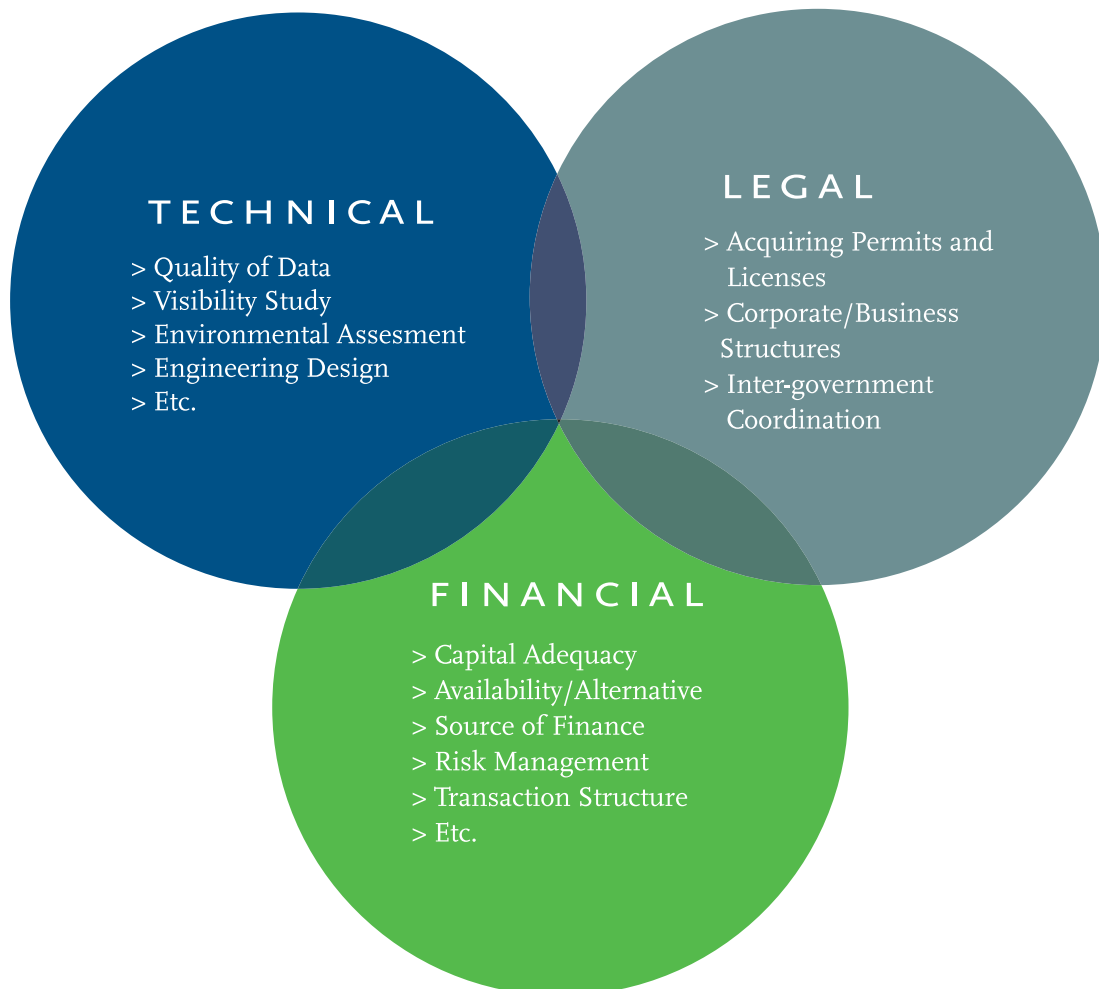 TECHNICAL
> Quality of Data
> Visibility Study
> Environmental Assesment
> Engineering Design
> Etc.
LEGAL
> Acquiring Permits and
Licenses
> Corporate/Business
Structures
> Inter-government
Coordination
FINANCIAL
> Capital Adequacy
> Availability/Alternative
> Source of Finance
> Risk Management
> Transaction Structure
> Etc.